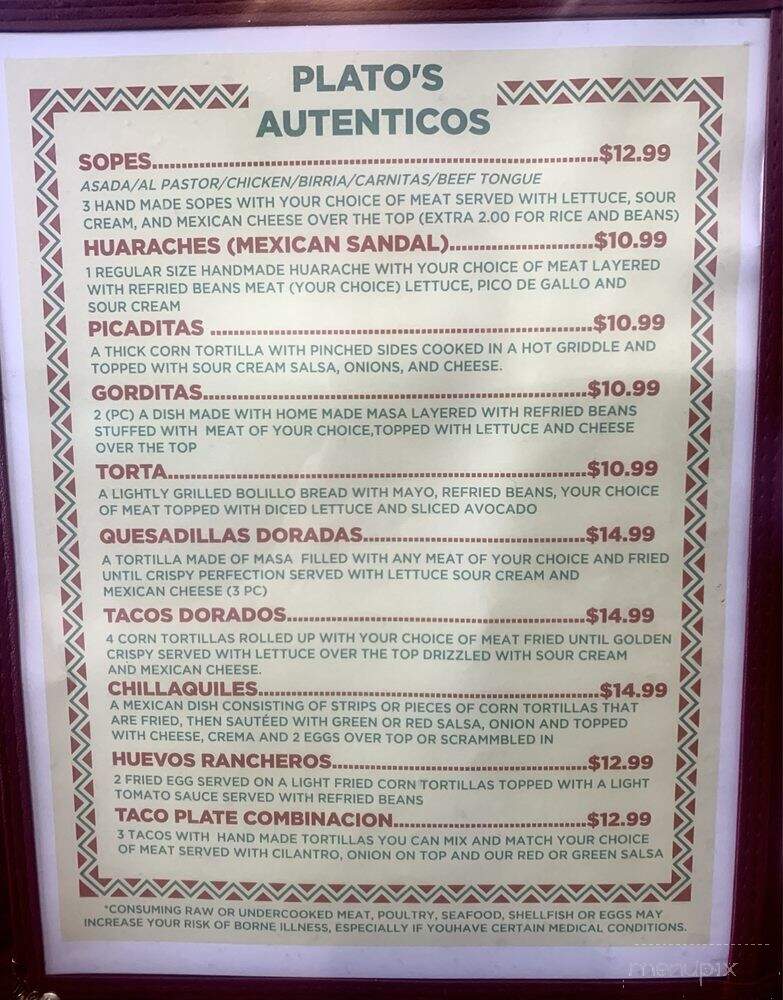 PLATO'S
AUTENTICOS
SOPES..........$12.99
ASADA/AL PASTOR/CHICKEN/BIRRIA/CARNITAS/BEEF TONGUE
3 HAND MADE SOPES WITH YOUR CHOICE OF MEAT SERVED WITH LETTUCE, SOUR
CREAM, AND MEXICAN CHEESE OVER THE TOP (EXTRA 2.00 FOR RICE AND BEANS)
HUARACHES (MEXICAN SANDAL)..........$10.99
1 REGULAR SIZE HANDMADE HUARACHE WITH YOUR CHOICE OF MEAT LAYERED
WITH REFRIED BEANS MEAT (YOUR CHOICE) LETTUCE, PICO DE GALLO AND
SOUR CREAM
PICADITAS ..........$10.99
A THICK CORN TORTILLA WITH PINCHED SIDES COOKED IN A HOT GRIDDLE AND
TOPPED WITH SOUR CREAM SALSA, ONIONS, AND CHEESE.
GORDITAS..........$10.99
2 (PC) A DISH MADE WITH HOME MADE MASA LAYERED WITH REFRIED BEANS
STUFFED WITH MEAT OF YOUR CHOICE,TOPPED WITH LETTUCE AND CHEESE
OVER THE TOP
TORTA..........$10.99
A LIGHTLY GRILLED BOLILLO BREAD WITH MAYO, REFRIED BEANS, YOUR CHOICE
OF MEAT TOPPED WITH DICED LETTUCE AND SLICED AVOCADO
QUESADILLAS DORADAS..........$14.99
A TORTILLA MADE OF MASA FILLED WITH ANY MEAT OF YOUR CHOICE AND FRIED
UNTIL CRISPY PERFECTION SERVED WITH LETTUCE SOUR CREAM AND
MEXICAN CHEESE (3 PC)
TACOS DORADOS..........$14.99
4 CORN TORTILLAS ROLLED UP WITH YOUR CHOICE OF MEAT FRIED UNTIL GOLDEN
CRISPY SERVED WITH LETTUCE OVER THE TOP DRIZZLED WITH SOUR CREAM
AND MEXICAN CHEESE.
CHILLAQUILES..........$14.99
A MEXICAN DISH CONSISTING OF STRIPS OR PIECES OF CORN TORTILLAS THAT
ARE FRIED, THEN SAUTÉED WITH GREEN OR RED SALSA, ONION AND TOPPED
WITH CHEESE, CREMA AND 2 EGGS OVER TOP OR SCRAMMBLED IN
HUEVOS RANCHEROS..........$12.99
2 FRIED EGG SERVED ON A LIGHT FRIED CORN TORTILLAS TOPPED WITH A LIGHT
TOMATO SAUCE SERVED WITH REFRIED BEANS
TACO PLATE COMBINACION..........$12.99
3 TACOS WITH HAND MADE TORTILLAS YOU CAN MIX AND MATCH YOUR CHOICE
OF MEAT SERVED WITH CILANTRO, ONION ON TOP AND OUR RED OR GREEN SALSA
*CONSUMING RAW OR UNDERCOOKED MEAT, POULTRY, SEAFOOD, SHELLFISH OR EGGS MAY
INCREASE YOUR RISK OF BORNE ILLNESS, ESPECIALLY IF YOUHAVE CERTAIN MEDICAL CONDITIONS.
menupix